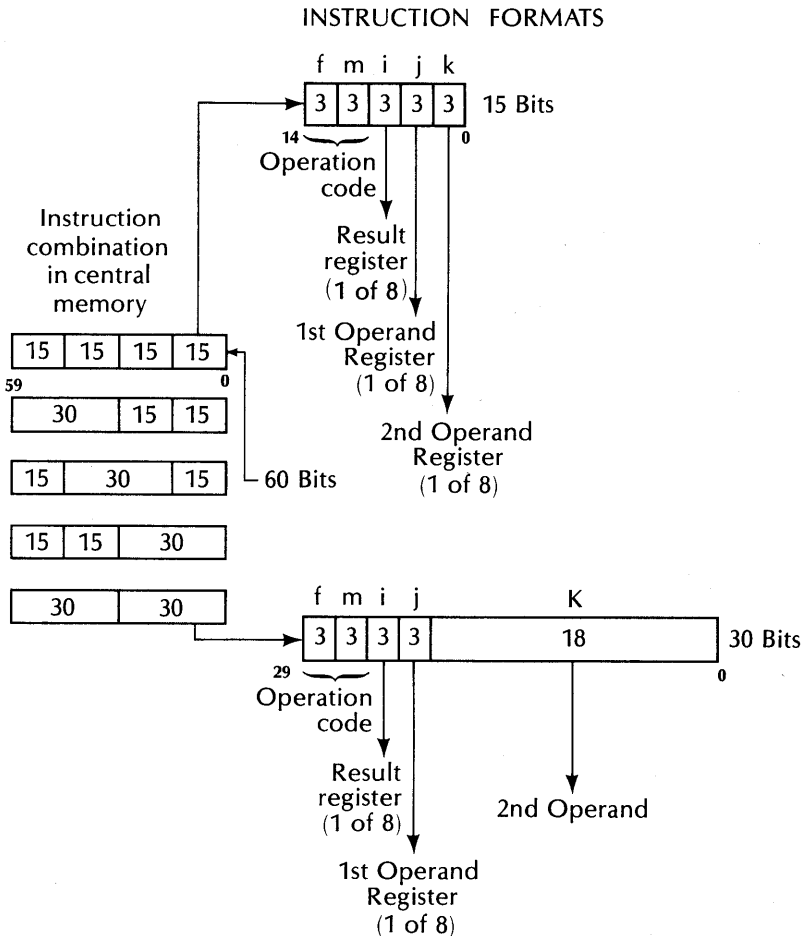 INSTRUCTION FORMATS
f m i j k
3 3 3 3 3 15 Bits
14 0
Operation
code
Result
register
(1 of 8)
1st Operand
Register
(1 of 8)
2nd Operand
Register
(1 of 8)
Instruction
combination
in central
memory
15 15 15 15
59 0
30 15 15
15 30 15
60 Bits
15 15 30
30 30
f m i j K
3 3 3 3 18 30 Bits
29 0
Operation
code
Result
register
(1 of 8)
2nd Operand
1st Operand
Register
(1 of 8)